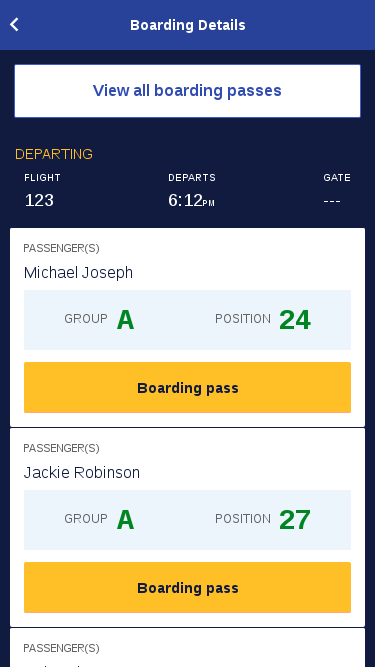 Boarding Details
View all boarding passes
DEPARTING
FLIGHT DEPARTS GATE
123 6:12PM ---
PASSENGER(S)
Michael Joseph
GROUP A POSITION 24
Boarding pass
PASSENGER(S)
Jackie Robinson
GROUP A POSITION 27
Boarding pass
PASSENGER(S)